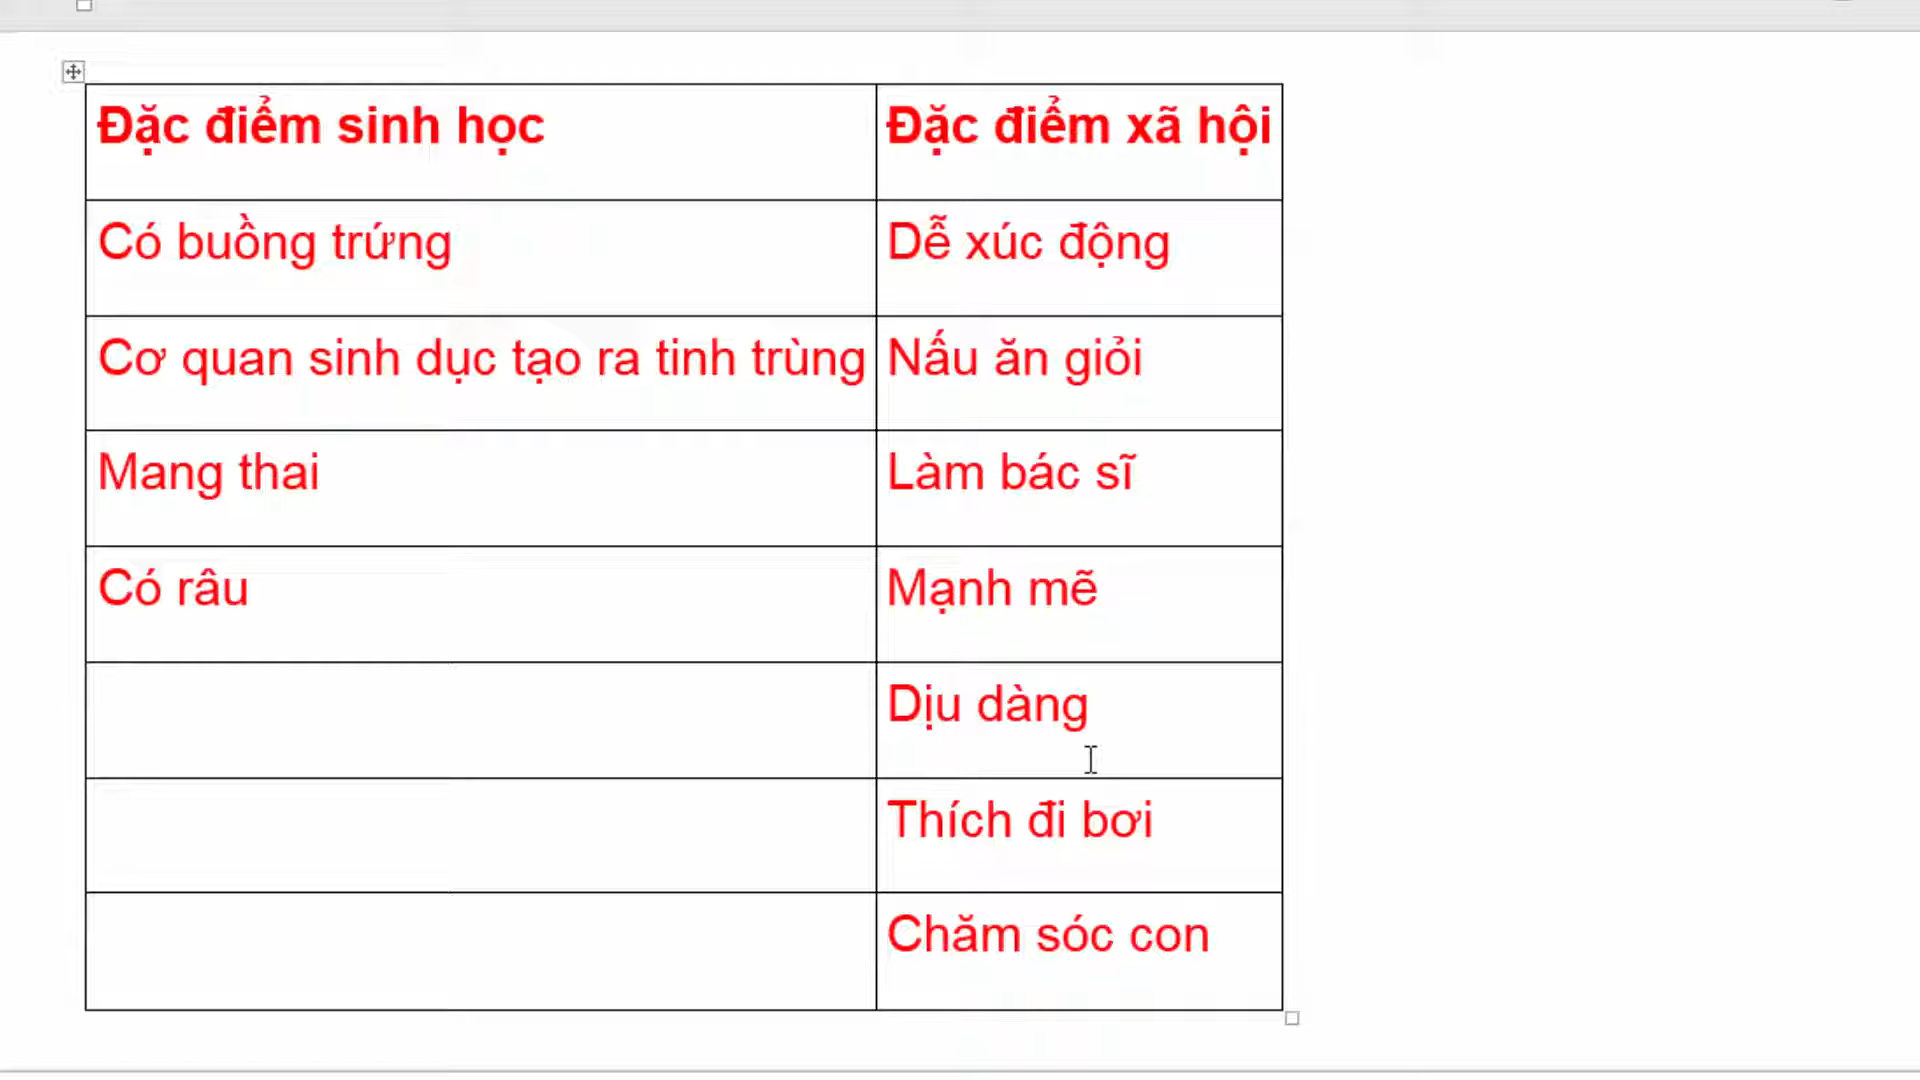 Đặc điểm sinh học
Đặc điểm xã hội
Có buồng trứng
Dễ xúc động
Cơ quan sinh dục tạo ra tinh trùng
Nấu ăn giỏi
Mang thai
Làm bác sĩ
Có râu
Mạnh mẽ
Dịu dàng
Thích đi bơi
Chăm sóc con